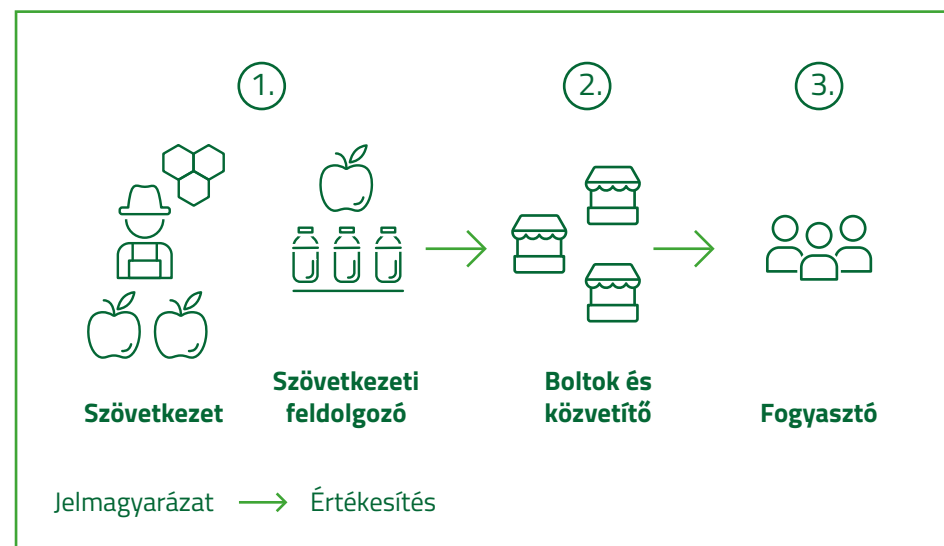 1.
2.
3.
Szövetkezet
Szövetkezeti
feldolgozó
Boltok és
közvetítő
Fogyasztó
Jelmagyarázat
Értékesítés